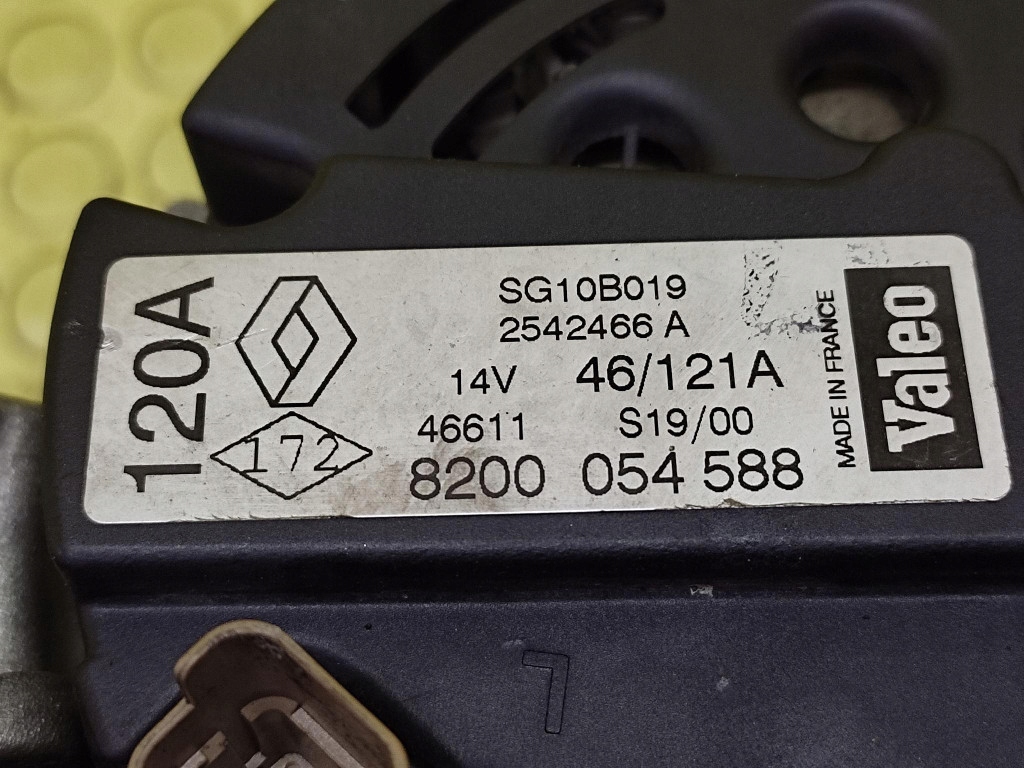 120A
172
SG10B019
2542466 A
14V 46/121A
46611 S19/00
8200 054 588
MADE IN FRANCE
Valeo